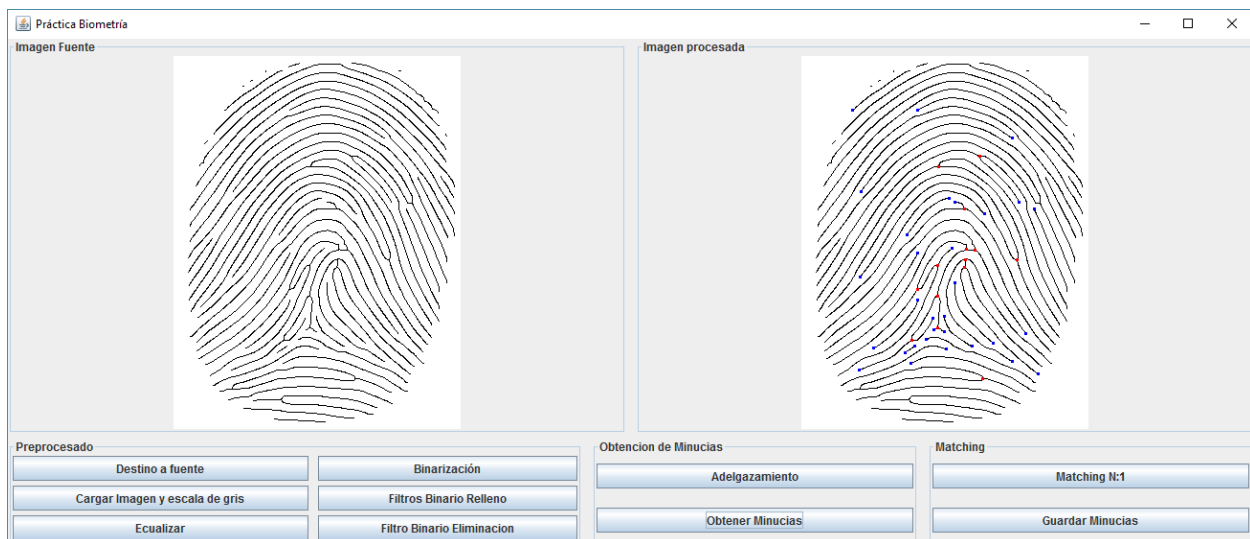 Práctica Biometría
Imagen Fuente
Imagen procesada
Preprocesado
Destino a fuente
Binarización
Cargar Imagen y escala de gris
Filtros Binario Relleno
Ecualizar
Filtro Binario Eliminacion
Obtencion de Minucias
Adelgazamiento
Obtener Minucias
Matching
Matching N:1
Guardar Minucias